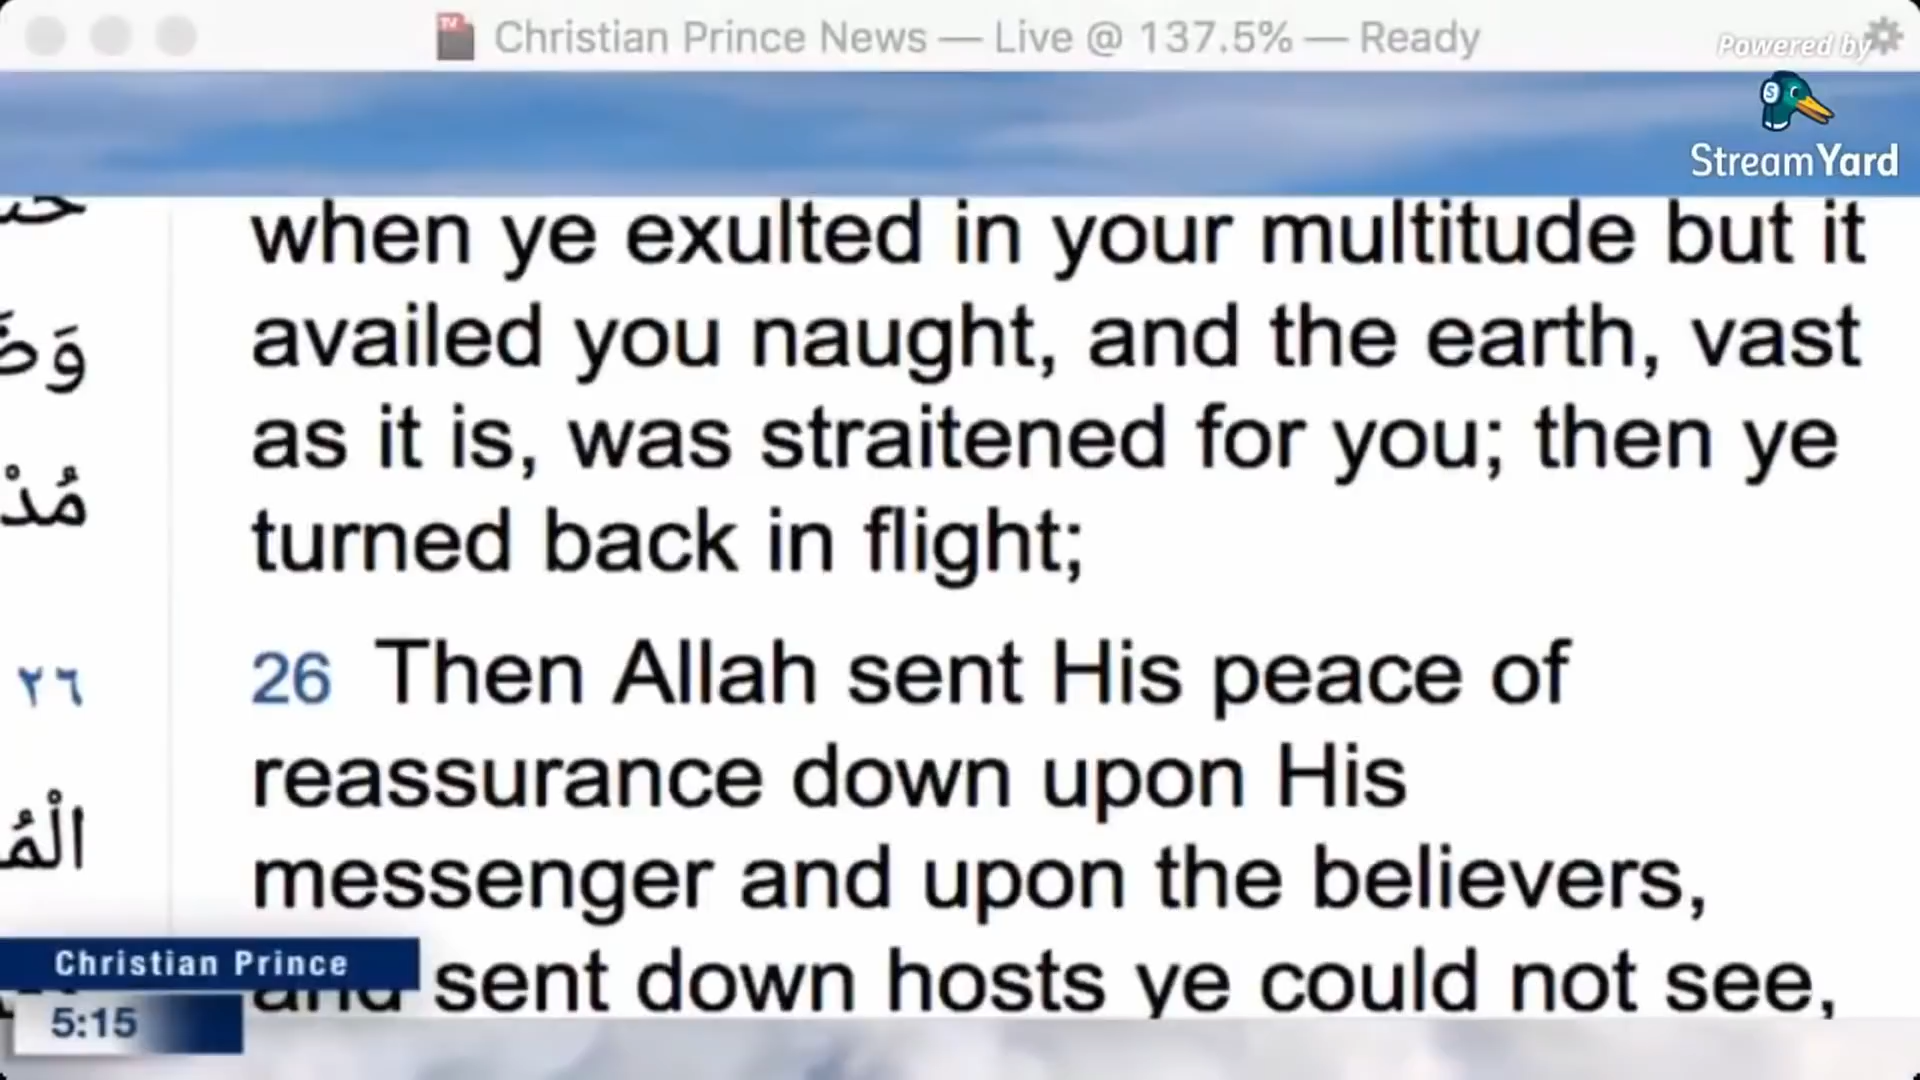 Christian Prince News — Live @ 137.5% — Ready
Powered by
StreamYard
when ye exulted in your multitude but it
availed you naught, and the earth, vast
as it is, was straitened for you; then ye
turned back in flight;
٢٦
26 Then Allah sent His peace of
reassurance down upon His
messenger and upon the believers,
and sent down hosts ye could not see,
Christian Prince
5:15